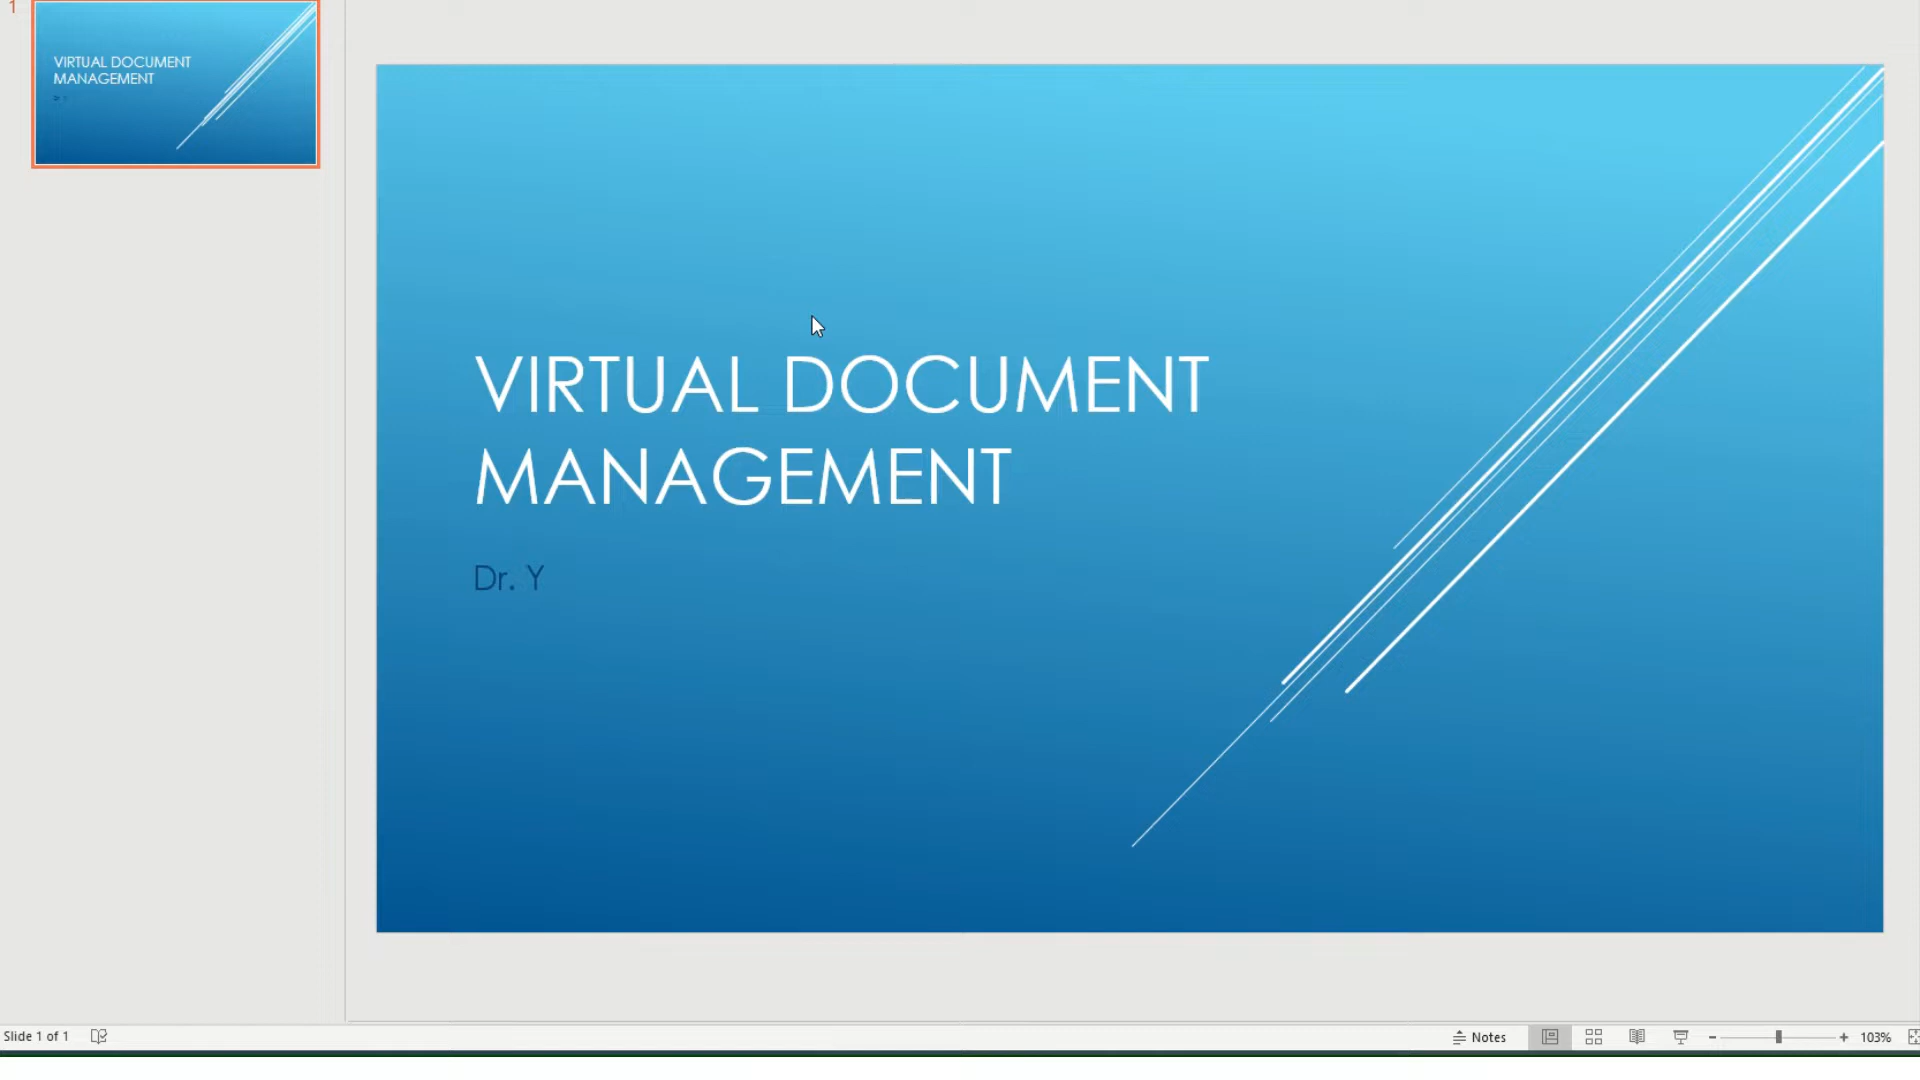 1
VIRTUAL DOCUMENT
MANAGEMENT
VIRTUAL DOCUMENT
MANAGEMENT
Dr. Y
Slide 1 of 1
Notes
103%